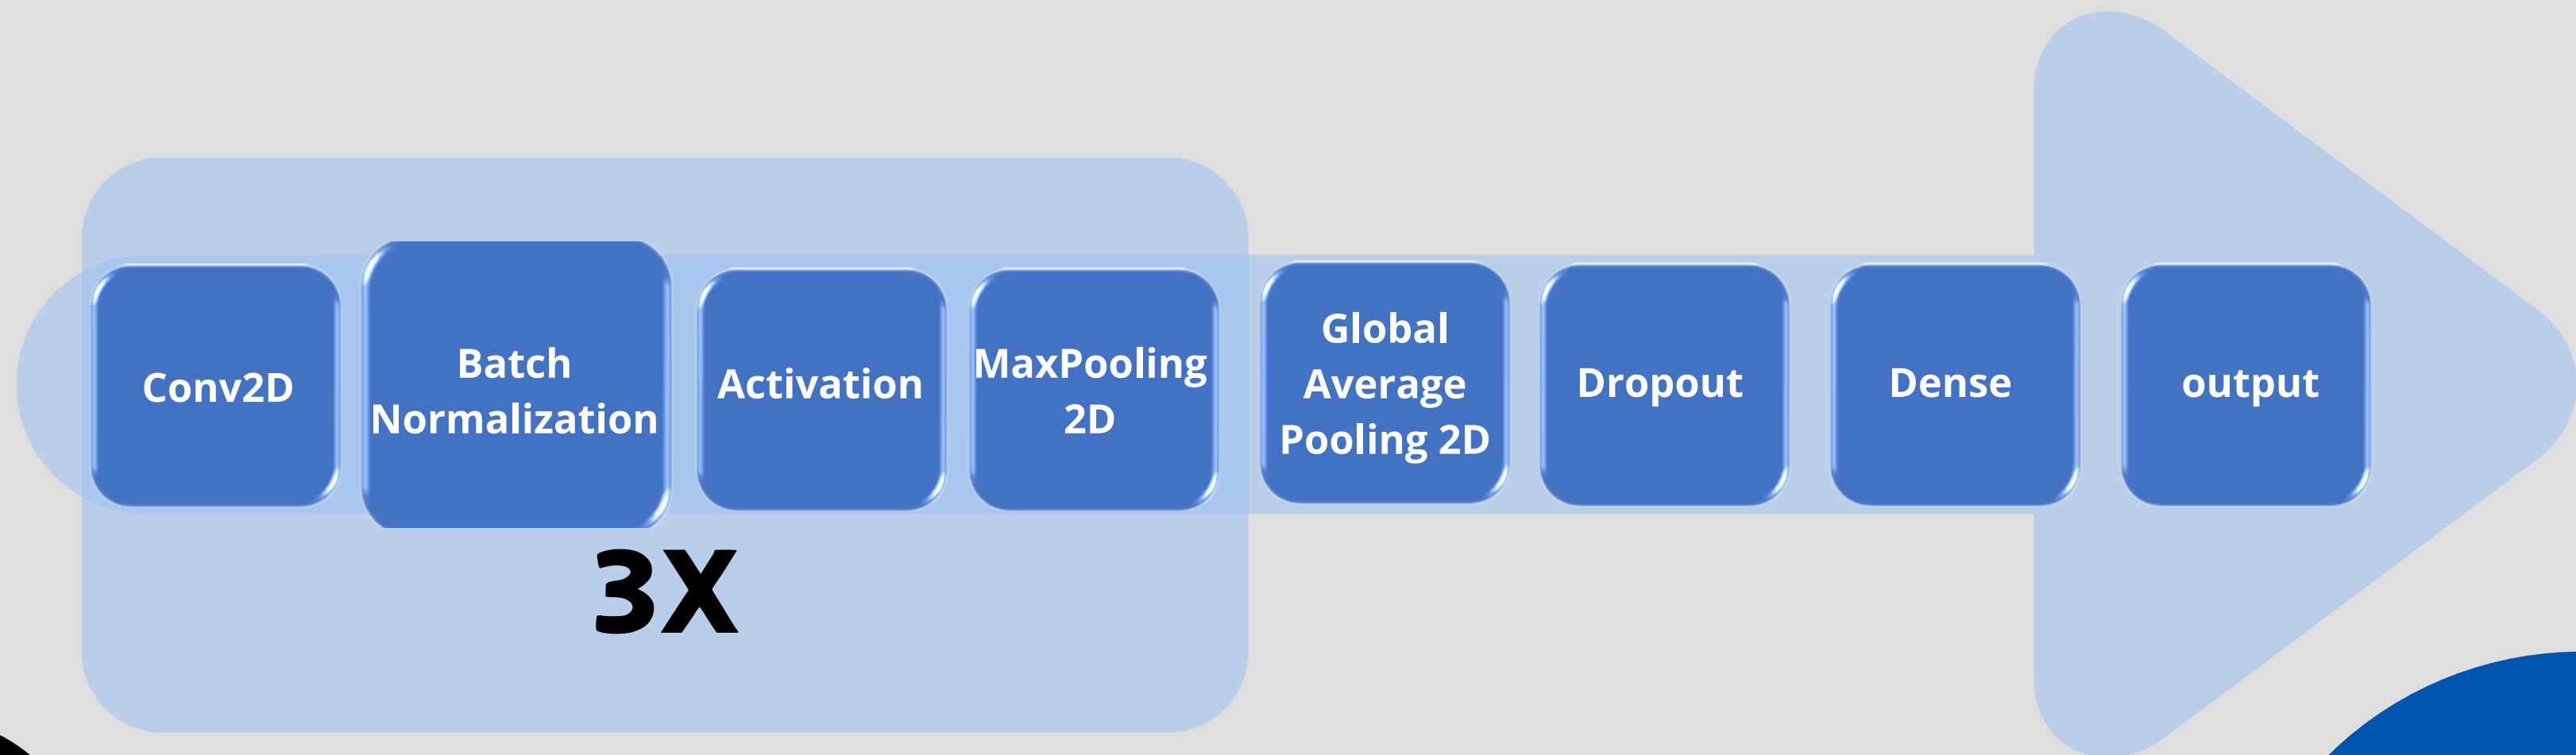 Conv2D
Batch
Normalization
Activation
MaxPooling
2D
Global
Average
Pooling 2D
Dropout
Dense
output
3X